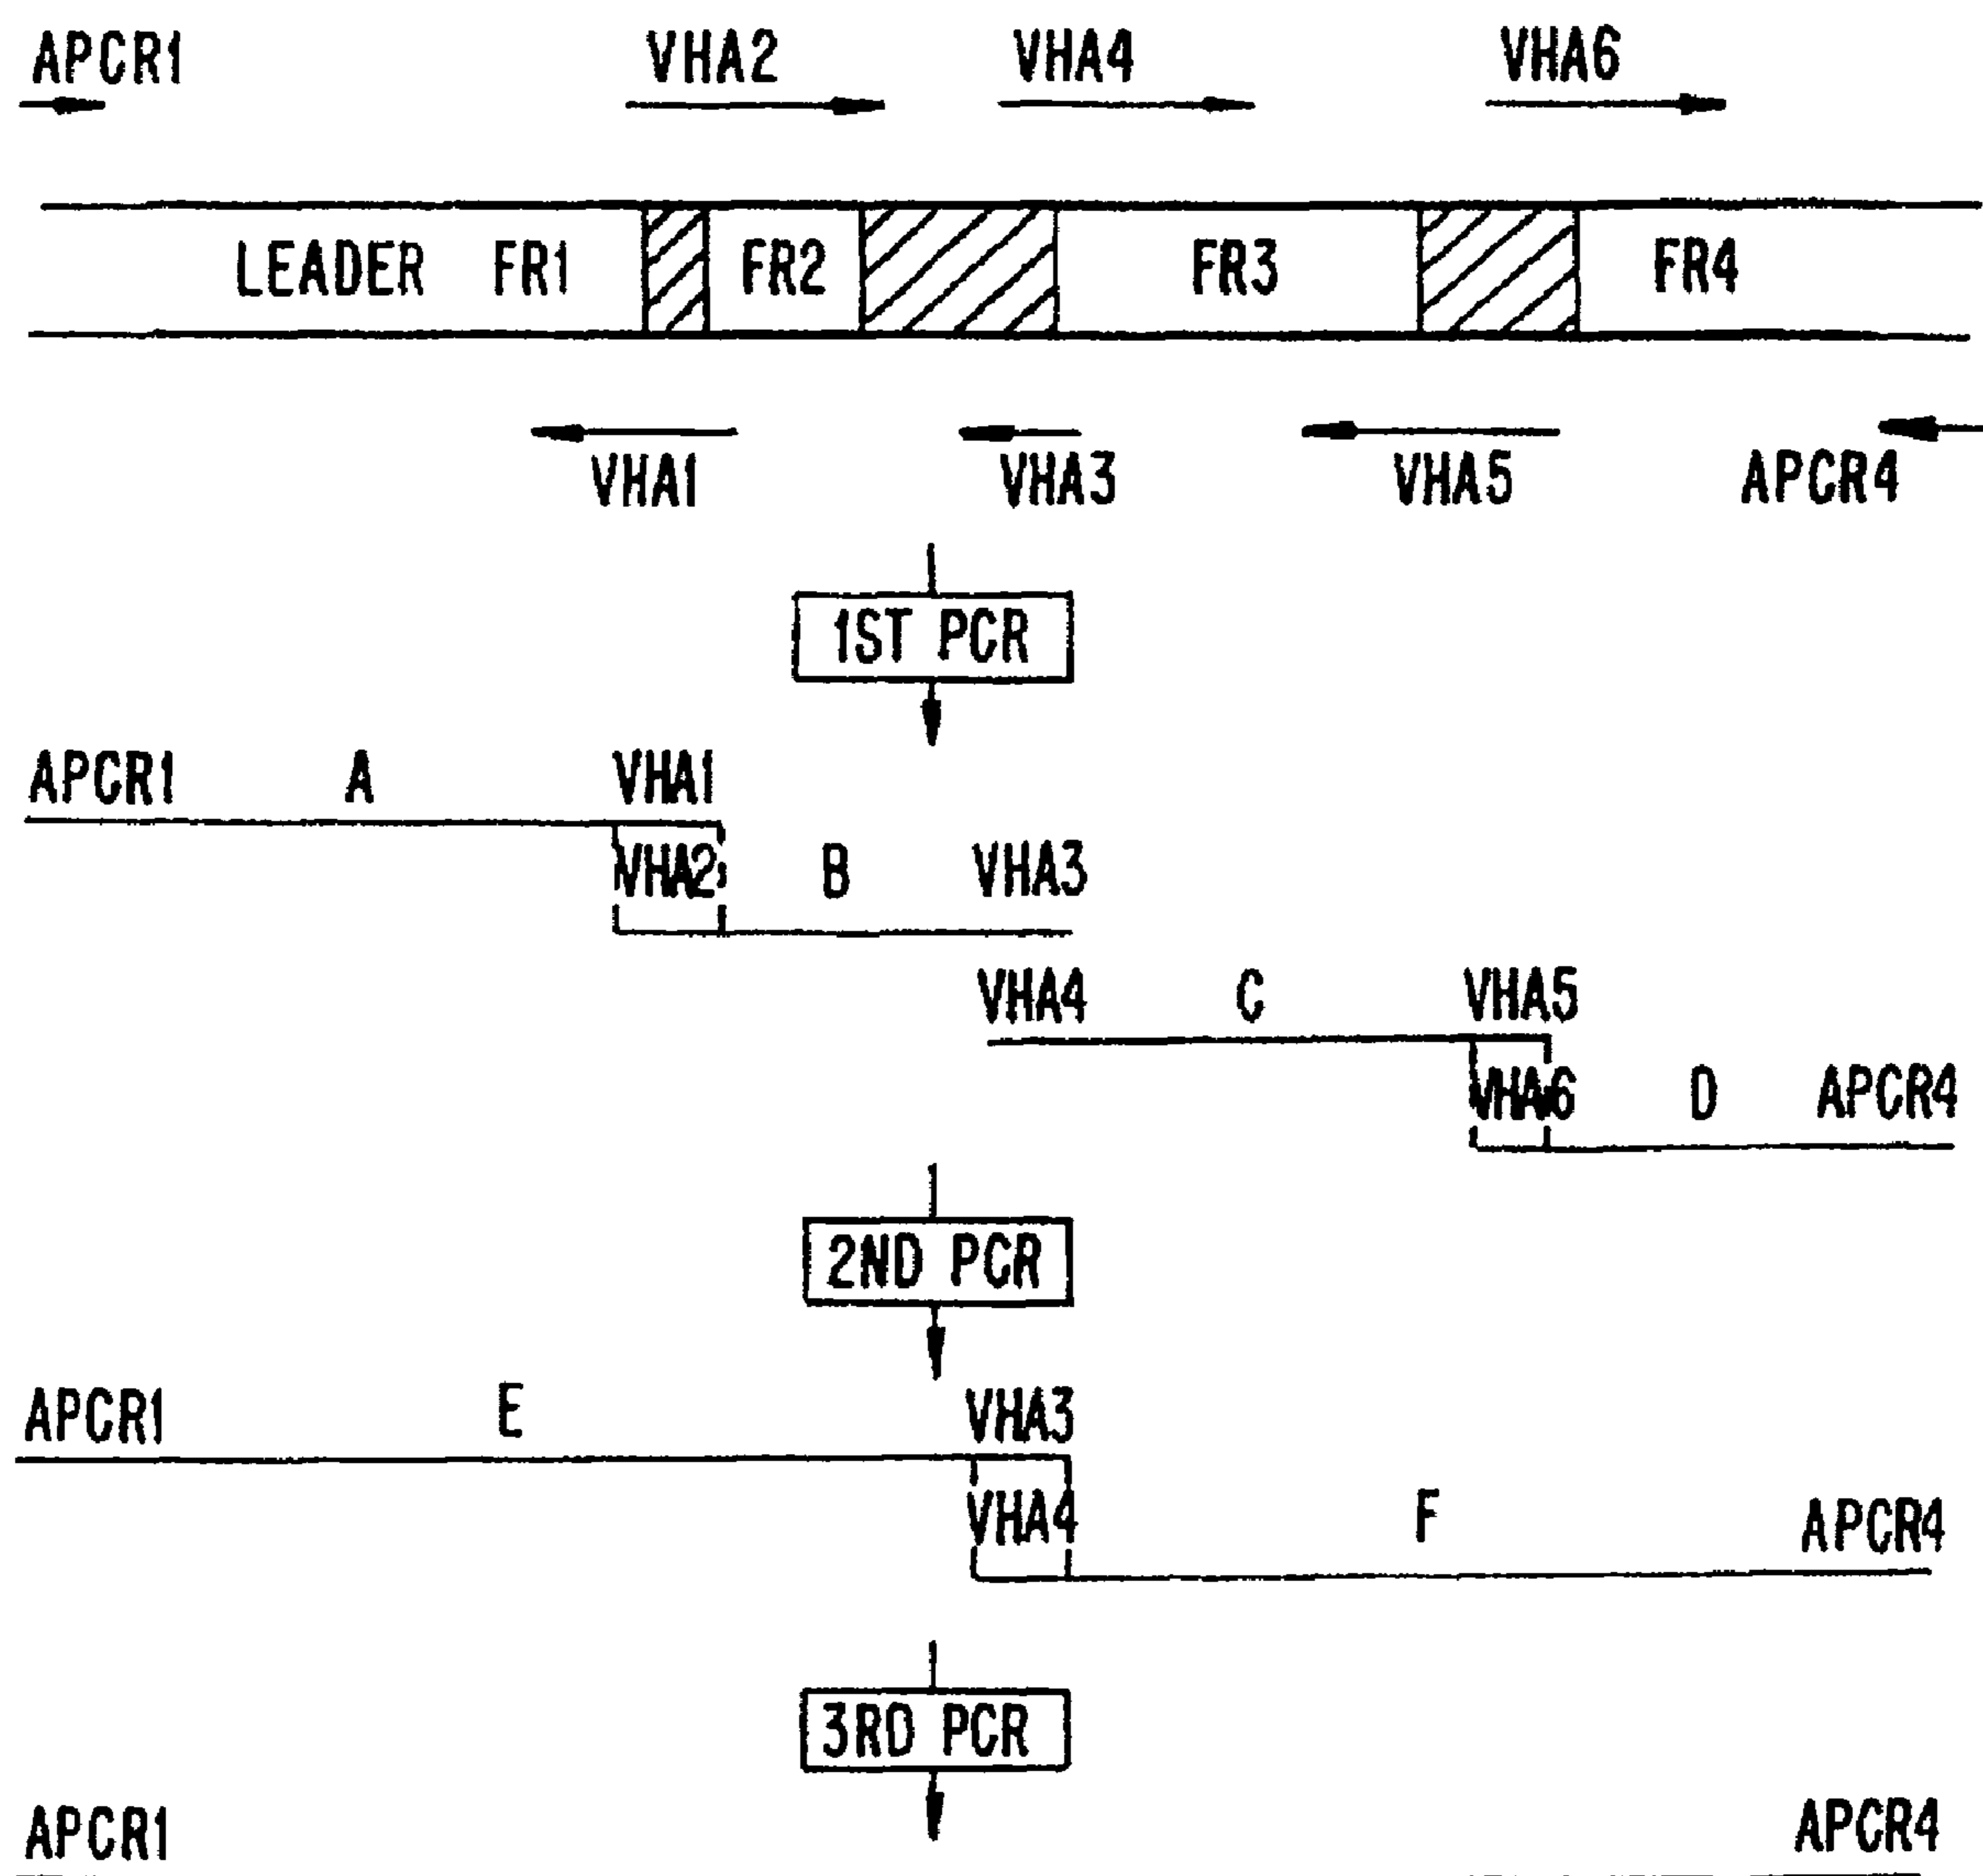 APCR1 VHA2 VHA4 VHA6
LEADER FR1 FR2 FR3 FR4
VHA1 VHA3 VHA5 APCR4
1ST PCR
APCR1 A VHA1
VHA2 B VHA3
VHA4 C VHA5
VHA6 D APCR4
2ND PCR
APCR1 E VHA3
VHA4 F APCR4
3RD PCR
APCR1 APCR4